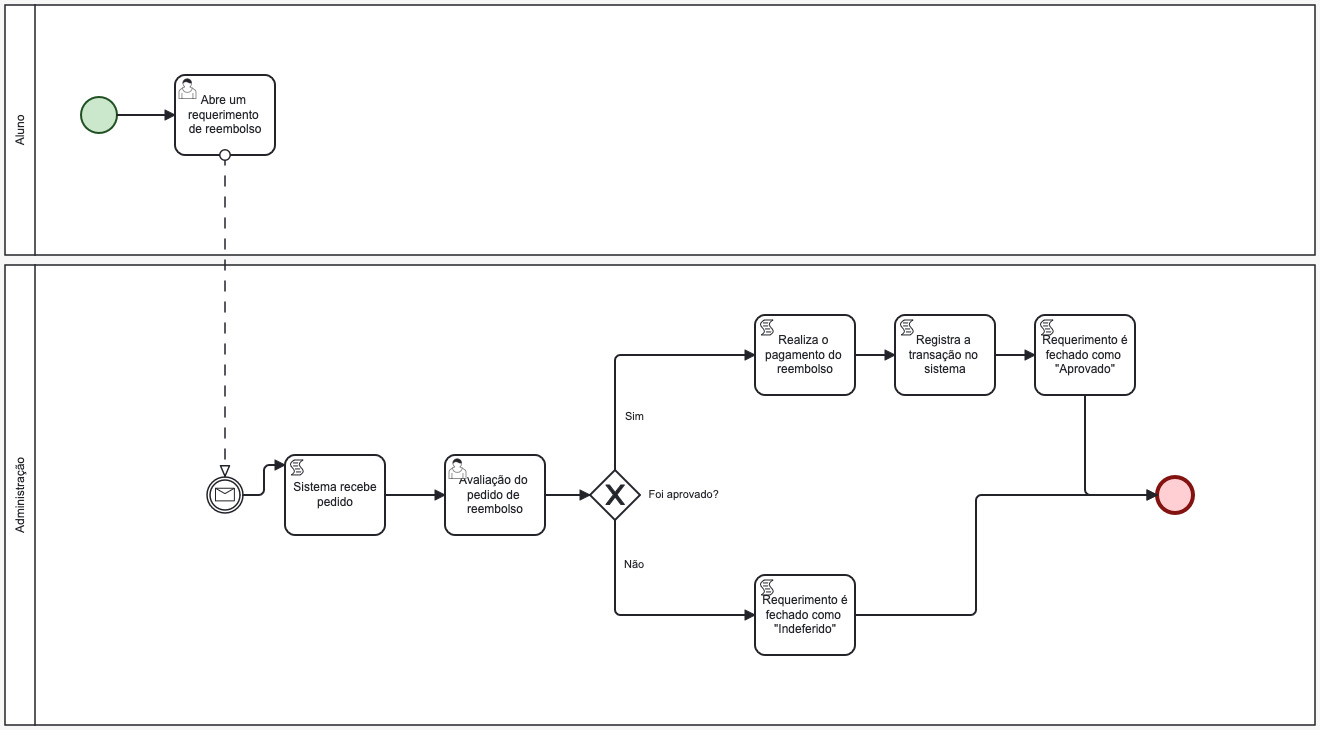 Aluno
Abre um
requerimento
de reembolso
Administração
Sistema recebe
pedido
Avaliação do
pedido de
reembolso
Foi aprovado?
Sim
Realiza o
pagamento do
reembolso
Registra a
transação no
sistema
Requerimento é
fechado como
"Aprovado"
Não
Requerimento é
fechado como
"Indeferido"